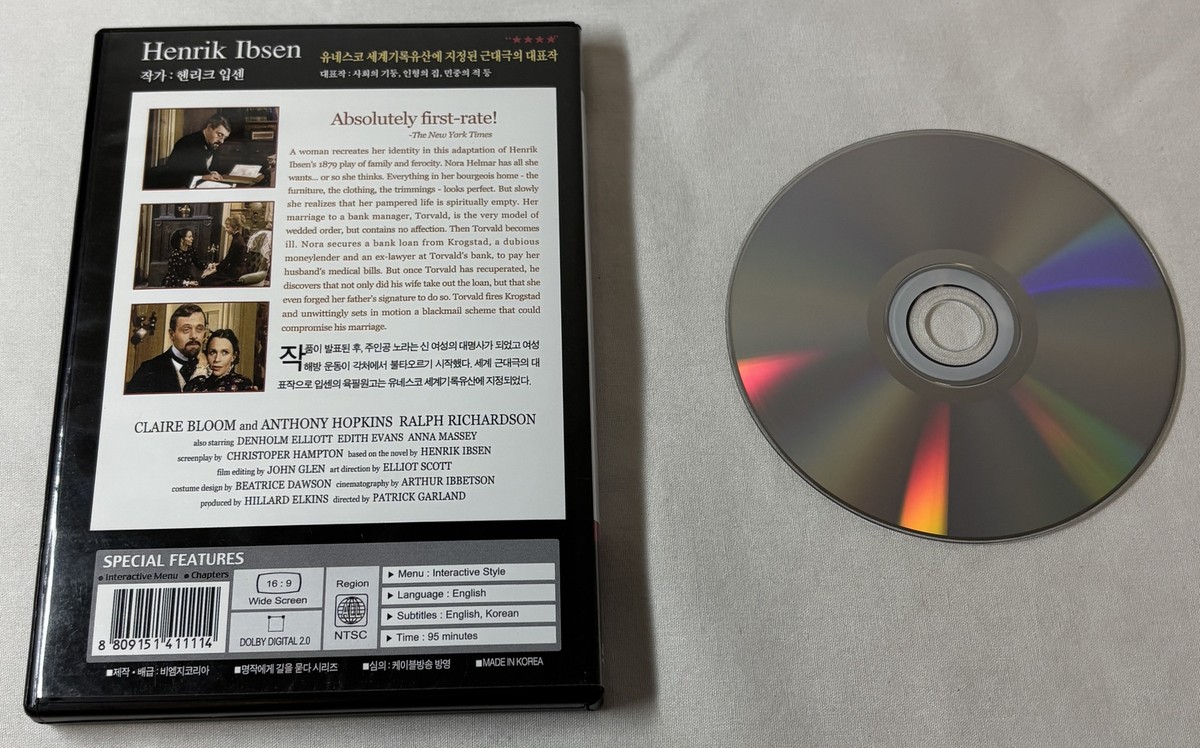 Henrik Ibsen
작가 : 헨리크 입센
★★★★
유네스코 세계기록유산에 지정된 근대극의 대표작
대표작 : 사회의 기둥, 인형의 집, 민중의 적 등
Absolutely first-rate!
-The New York Times
A woman recreates her identity in this adaptation of Henrik
Ibsen's 1879 play of family and ferocity. Nora Helmar has all she
wants... or so she thinks. Everything in her bourgeois home - the
furniture, the clothing, the trimmings - looks perfect. But slowly
she realizes that her pampered life is spiritually empty. Her
marriage to a bank manager, Torvald, is the very model of
wedded order, but contains no affection. Then Torvald becomes
ill. Nora secures a bank loan from Krogstad, a dubious
moneylender and an ex-lawyer at Torvald's bank, to pay her
husband's medical bills. But once Torvald has recuperated, he
discovers that not only did his wife take out the loan, but that she
even forged her father's signature to do so. Torvald fires Krogstad
and unwittingly sets in motion a blackmail scheme that could
compromise his marriage.
작품이 발표된 후, 주인공 노라는 신 여성의 대명사가 되었고 여성
해방 운동이 각처에서 불타오르기 시작했다. 세계 근대극의 대
표작으로 입센의 육필원고는 유네스코 세계기록유산에 지정되었다.
CLAIRE BLOOM and ANTHONY HOPKINS RALPH RICHARDSON
also starring DENHOLM ELLIOTT EDITH EVANS ANNA MASSEY
screenplay by CHRISTOPER HAMPTON based on the novel by HENRIK IBSEN
film editing by JOHN GLEN art direction by ELLIOT SCOTT
costume design by BEATRICE DAWSON cinematography by ARTHUR IBBETSON
produced by HILLARD ELKINS directed by PATRICK GARLAND
SPECIAL FEATURES
● Interactive Menu ● Chapters
8 809151 411114
16 : 9
Wide Screen
DOLBY DIGITAL 2.0
Region
ALL
NTSC
▶ Menu : Interactive Style
▶ Language : English
▶ Subtitles : English, Korean
▶ Time : 95 minutes
■제작 • 배급 : 비엠지코리아 ■명작에게 길을 묻다 시리즈 ■심의 : 케이블방송 방영 ■MADE IN KOREA